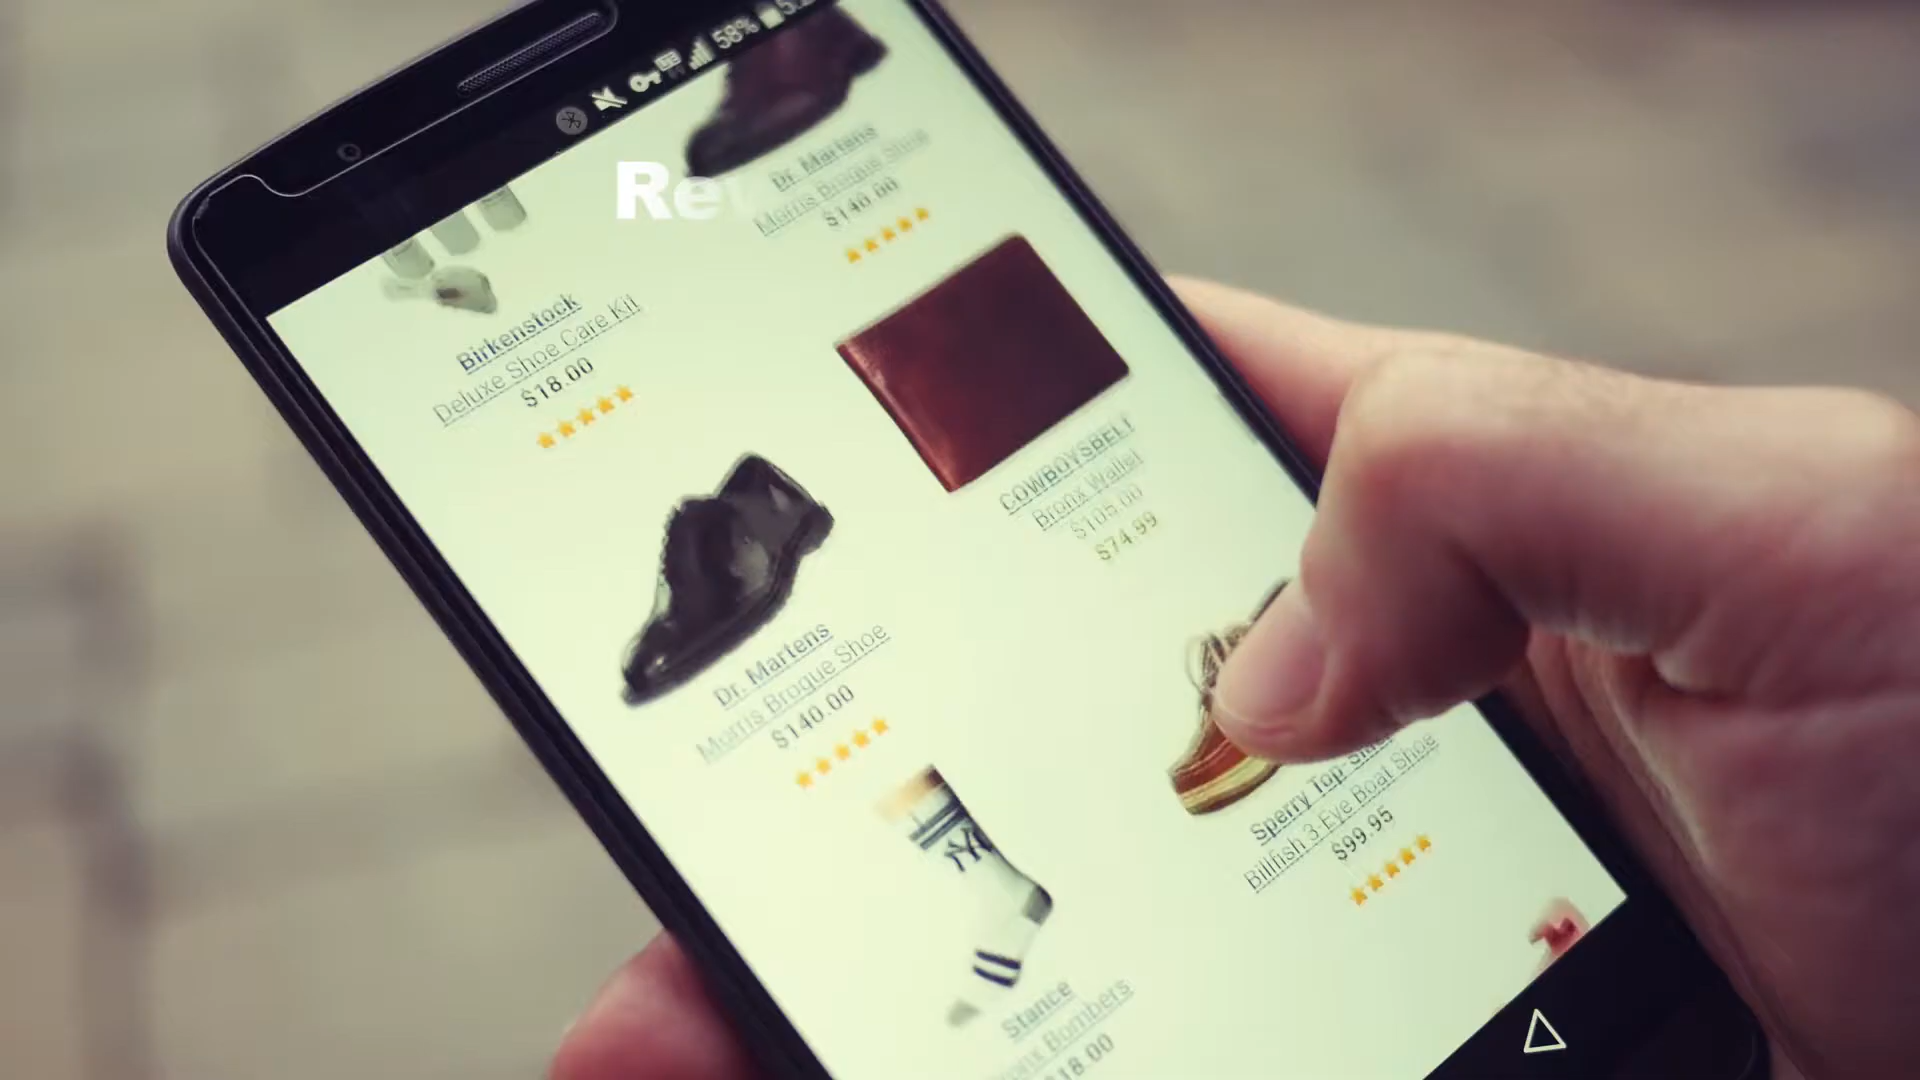 58%
Re
Dr. Martens
Morris Brogue Shoe
$140.00
Birkenstock
Deluxe Shoe Care Kit
$18.00
COWBOYSBELT
Bronx Wallet
$105.00
$74.99
Dr. Martens
Morris Brogue Shoe
$140.00
NY
Sperry Top-
Billfish 3-Eye Boat Shoe
$99.95
Stance
Bombers
18.00